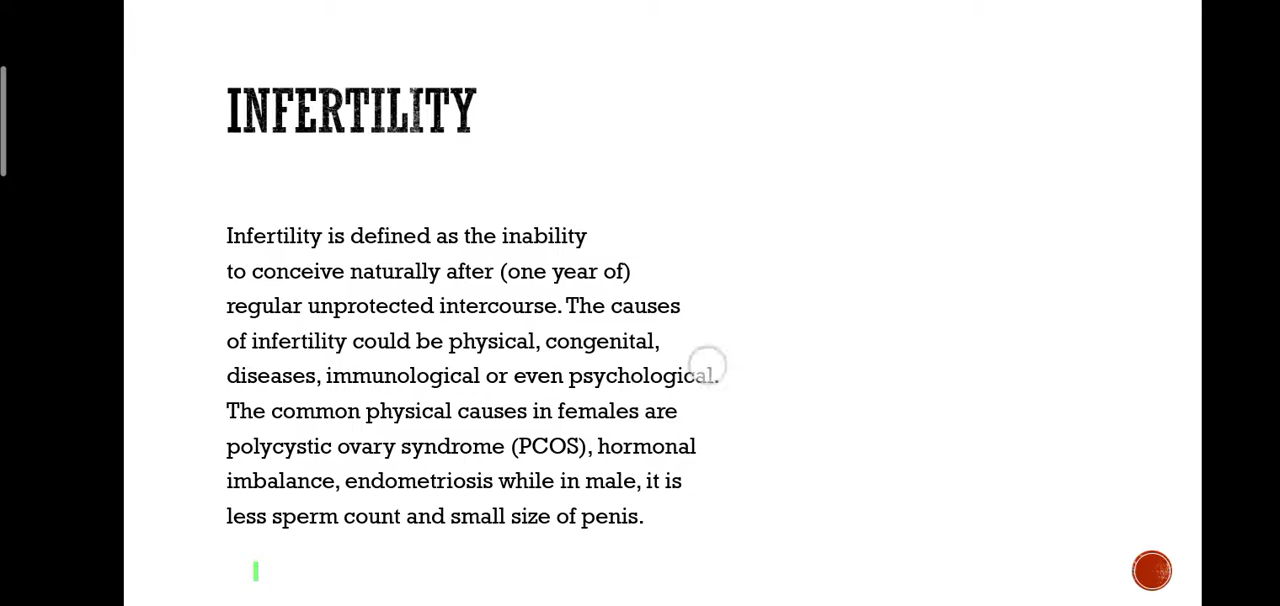 INFERTILITY
Infertility is defined as the inability
to conceive naturally after (one year of)
regular unprotected intercourse. The causes
of infertility could be physical, congenital,
diseases, immunological or even psychological.
The common physical causes in females are
polycystic ovary syndrome (PCOS), hormonal
imbalance, endometriosis while in male, it is
less sperm count and small size of penis.